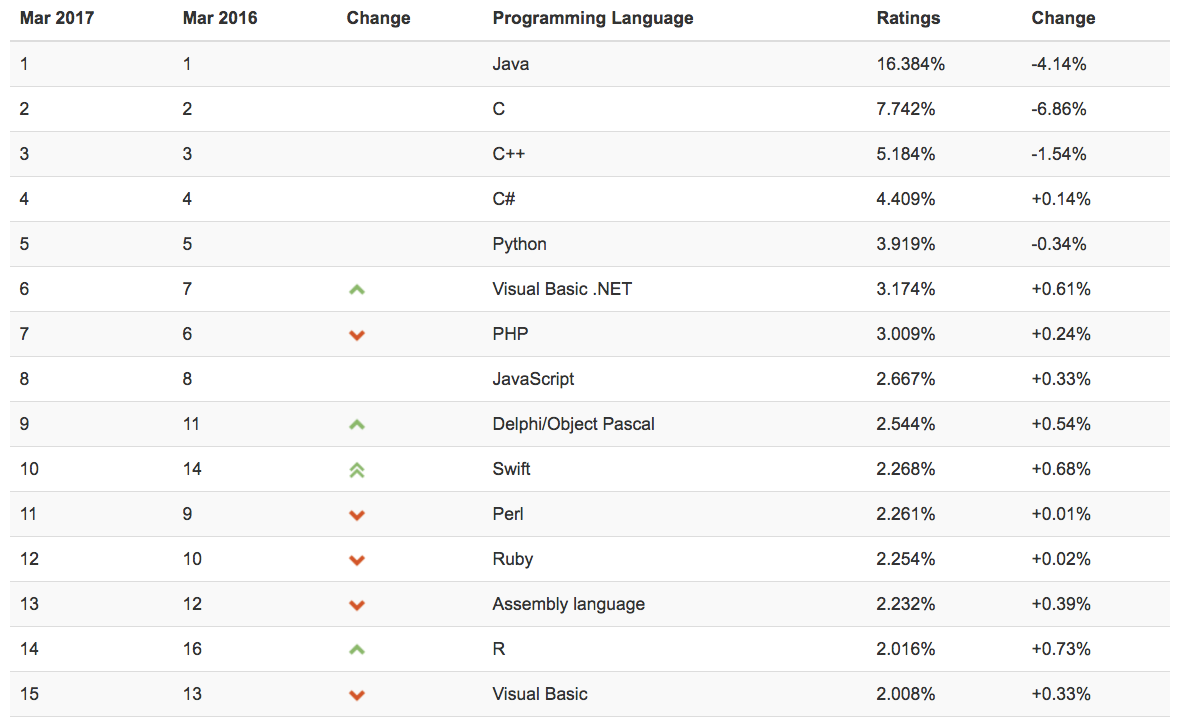 Mar 2017 Mar 2016 Change Programming Language Ratings Change
1 1 Java 16.384% -4.14%
2 2 C 7.742% -6.86%
3 3 C++ 5.184% -1.54%
4 4 C# 4.409% +0.14%
5 5 Python 3.919% -0.34%
6 7 Visual Basic .NET 3.174% +0.61%
7 6 PHP 3.009% +0.24%
8 8 JavaScript 2.667% +0.33%
9 11 Delphi/Object Pascal 2.544% +0.54%
10 14 Swift 2.268% +0.68%
11 9 Perl 2.261% +0.01%
12 10 Ruby 2.254% +0.02%
13 12 Assembly language 2.232% +0.39%
14 16 R 2.016% +0.73%
15 13 Visual Basic 2.008% +0.33%